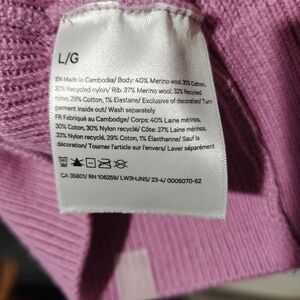 L/G
EN Made in Cambodia/ Body: 40% Merino wool, 30% Cotton,
30% Recycled nylon/ Rib: 37% Merino wool, 33% Recycled
nylon, 29% Cotton, 1% Elastane/ Exclusive of decoration/ Turn
garment inside out/ Wash separately
FR Fabriqué au Cambodge/ Corps: 40% Laine mérinos,
30% Coton, 30% Nylon recyclé/ Côte: 37% Laine mérinos,
33% Nylon recyclé, 29% Coton, 1% Élasthanne/ Sauf la
décoration/ Tourner l'article sur l'envers/ Laver séparément
CA 35801/ RN 106259/ LW3HJNS/ 23-4/ 0005070-62